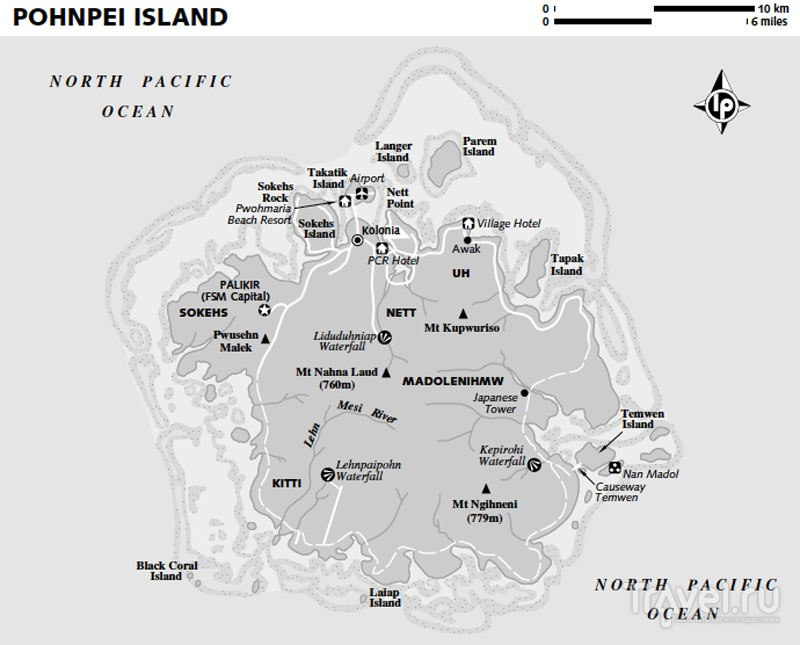 POHNPEI ISLAND
0 10 km
0 6 miles
NORTH PACIFIC
OCEAN
lp
Langer
Island
Parem
Island
Takatik
Island
Airport
Sokehs
Rock
Nett
Point
Pwohmaria
Beach Resort
Sokehs
Island
Kolonia
Village Hotel
Awak
PCR Hotel
UH
Tapak
Island
PALIKIR
(FSM Capital)
SOKEHS
NETT
Mt Kupwuriso
Pwusehn
Malek
Liduduhniap
Waterfall
Mt Nahna Laud
(760m)
MADOLENIHMW
Japanese
Tower
Lehn
Mesi River
Temwen
Island
Kepirohi
Waterfall
Lehnpaipohn
Waterfall
KITTI
Nan Madol
Causeway
Temwen
Mt Ngihneni
(779m)
Black Coral
Island
Laiap
Island
NORTH PACIFIC
OCEAN
Travel.ru